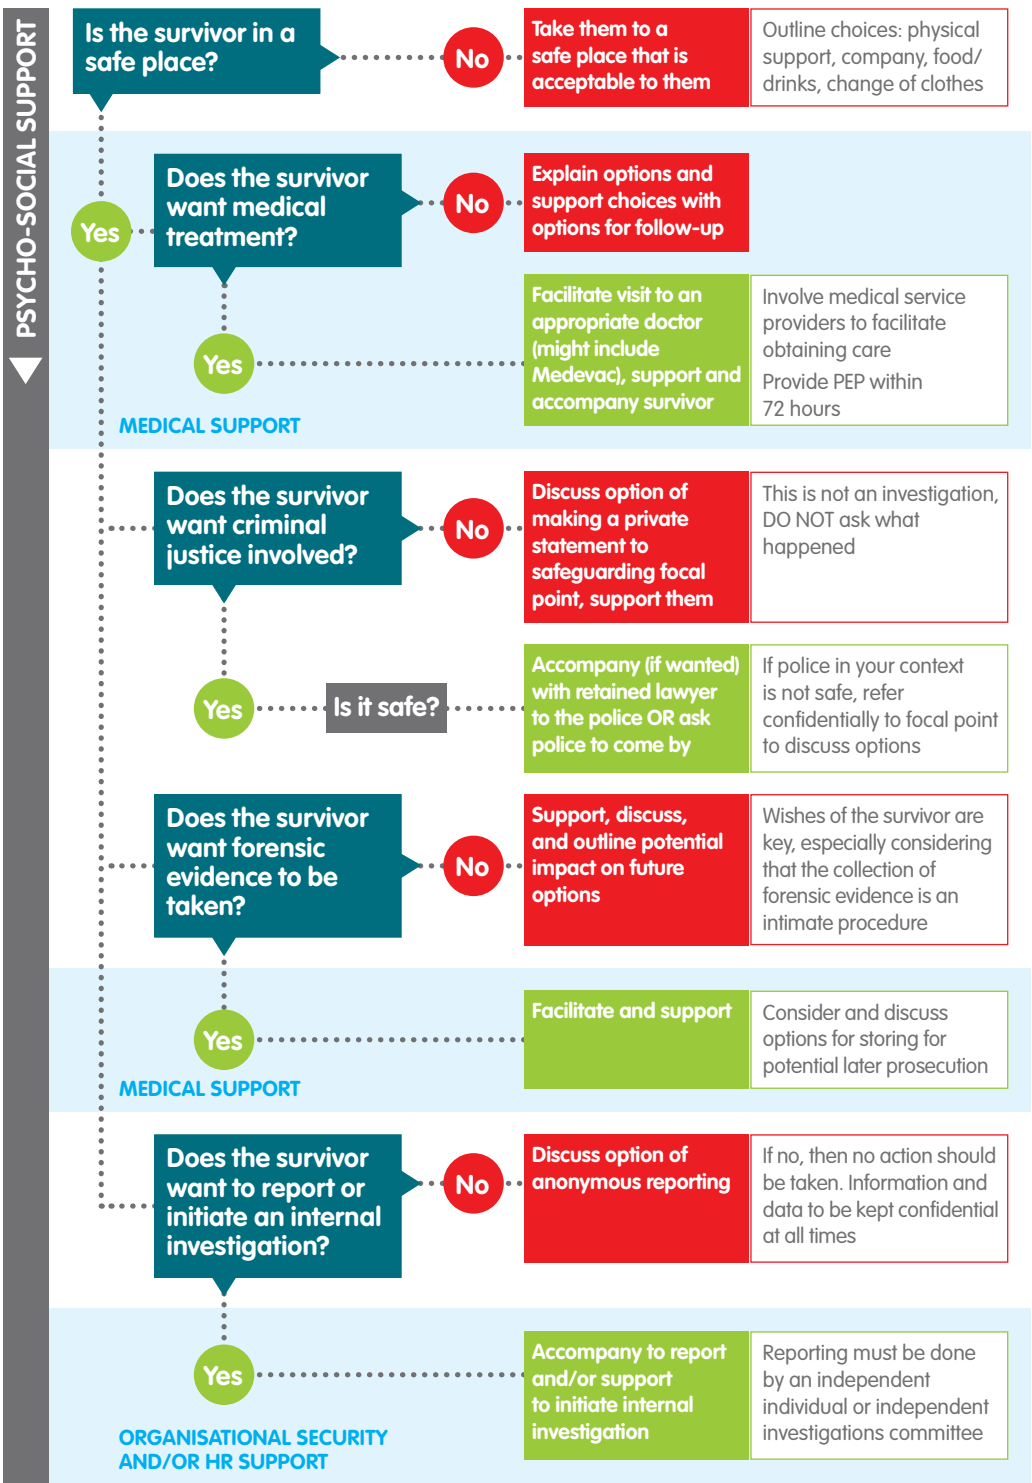 PSYCHO-SOCIAL SUPPORT
Is the survivor in a
safe place?
No
Take them to a
safe place that is
acceptable to them
Outline choices: physical
support, company, food/
drinks, change of clothes
Yes
Does the survivor
want medical
treatment?
No
Explain options and
support choices with
options for follow-up
Yes
Facilitate visit to an
appropriate doctor
(might include
Medevac), support and
accompany survivor
Involve medical service
providers to facilitate
obtaining care
Provide PEP within
72 hours
MEDICAL SUPPORT
Does the survivor
want criminal
justice involved?
No
Discuss option of
making a private
statement to
safeguarding focal
point, support them
This is not an investigation,
DO NOT ask what
happened
Yes
Is it safe?
Accompany (if wanted)
with retained lawyer
to the police OR ask
police to come by
If police in your context
is not safe, refer
confidentially to focal point
to discuss options
Does the survivor
want forensic
evidence to be
taken?
No
Support, discuss,
and outline potential
impact on future
options
Wishes of the survivor are
key, especially considering
that the collection of
forensic evidence is an
intimate procedure
Yes
Facilitate and support
Consider and discuss
options for storing for
potential later prosecution
MEDICAL SUPPORT
Does the survivor
want to report or
initiate an internal
investigation?
No
Discuss option of
anonymous reporting
If no, then no action should
be taken. Information and
data to be kept confidential
at all times
Yes
Accompany to report
and/or support
to initiate internal
investigation
Reporting must be done
by an independent
individual or independent
investigations committee
ORGANISATIONAL SECURITY
AND/OR HR SUPPORT